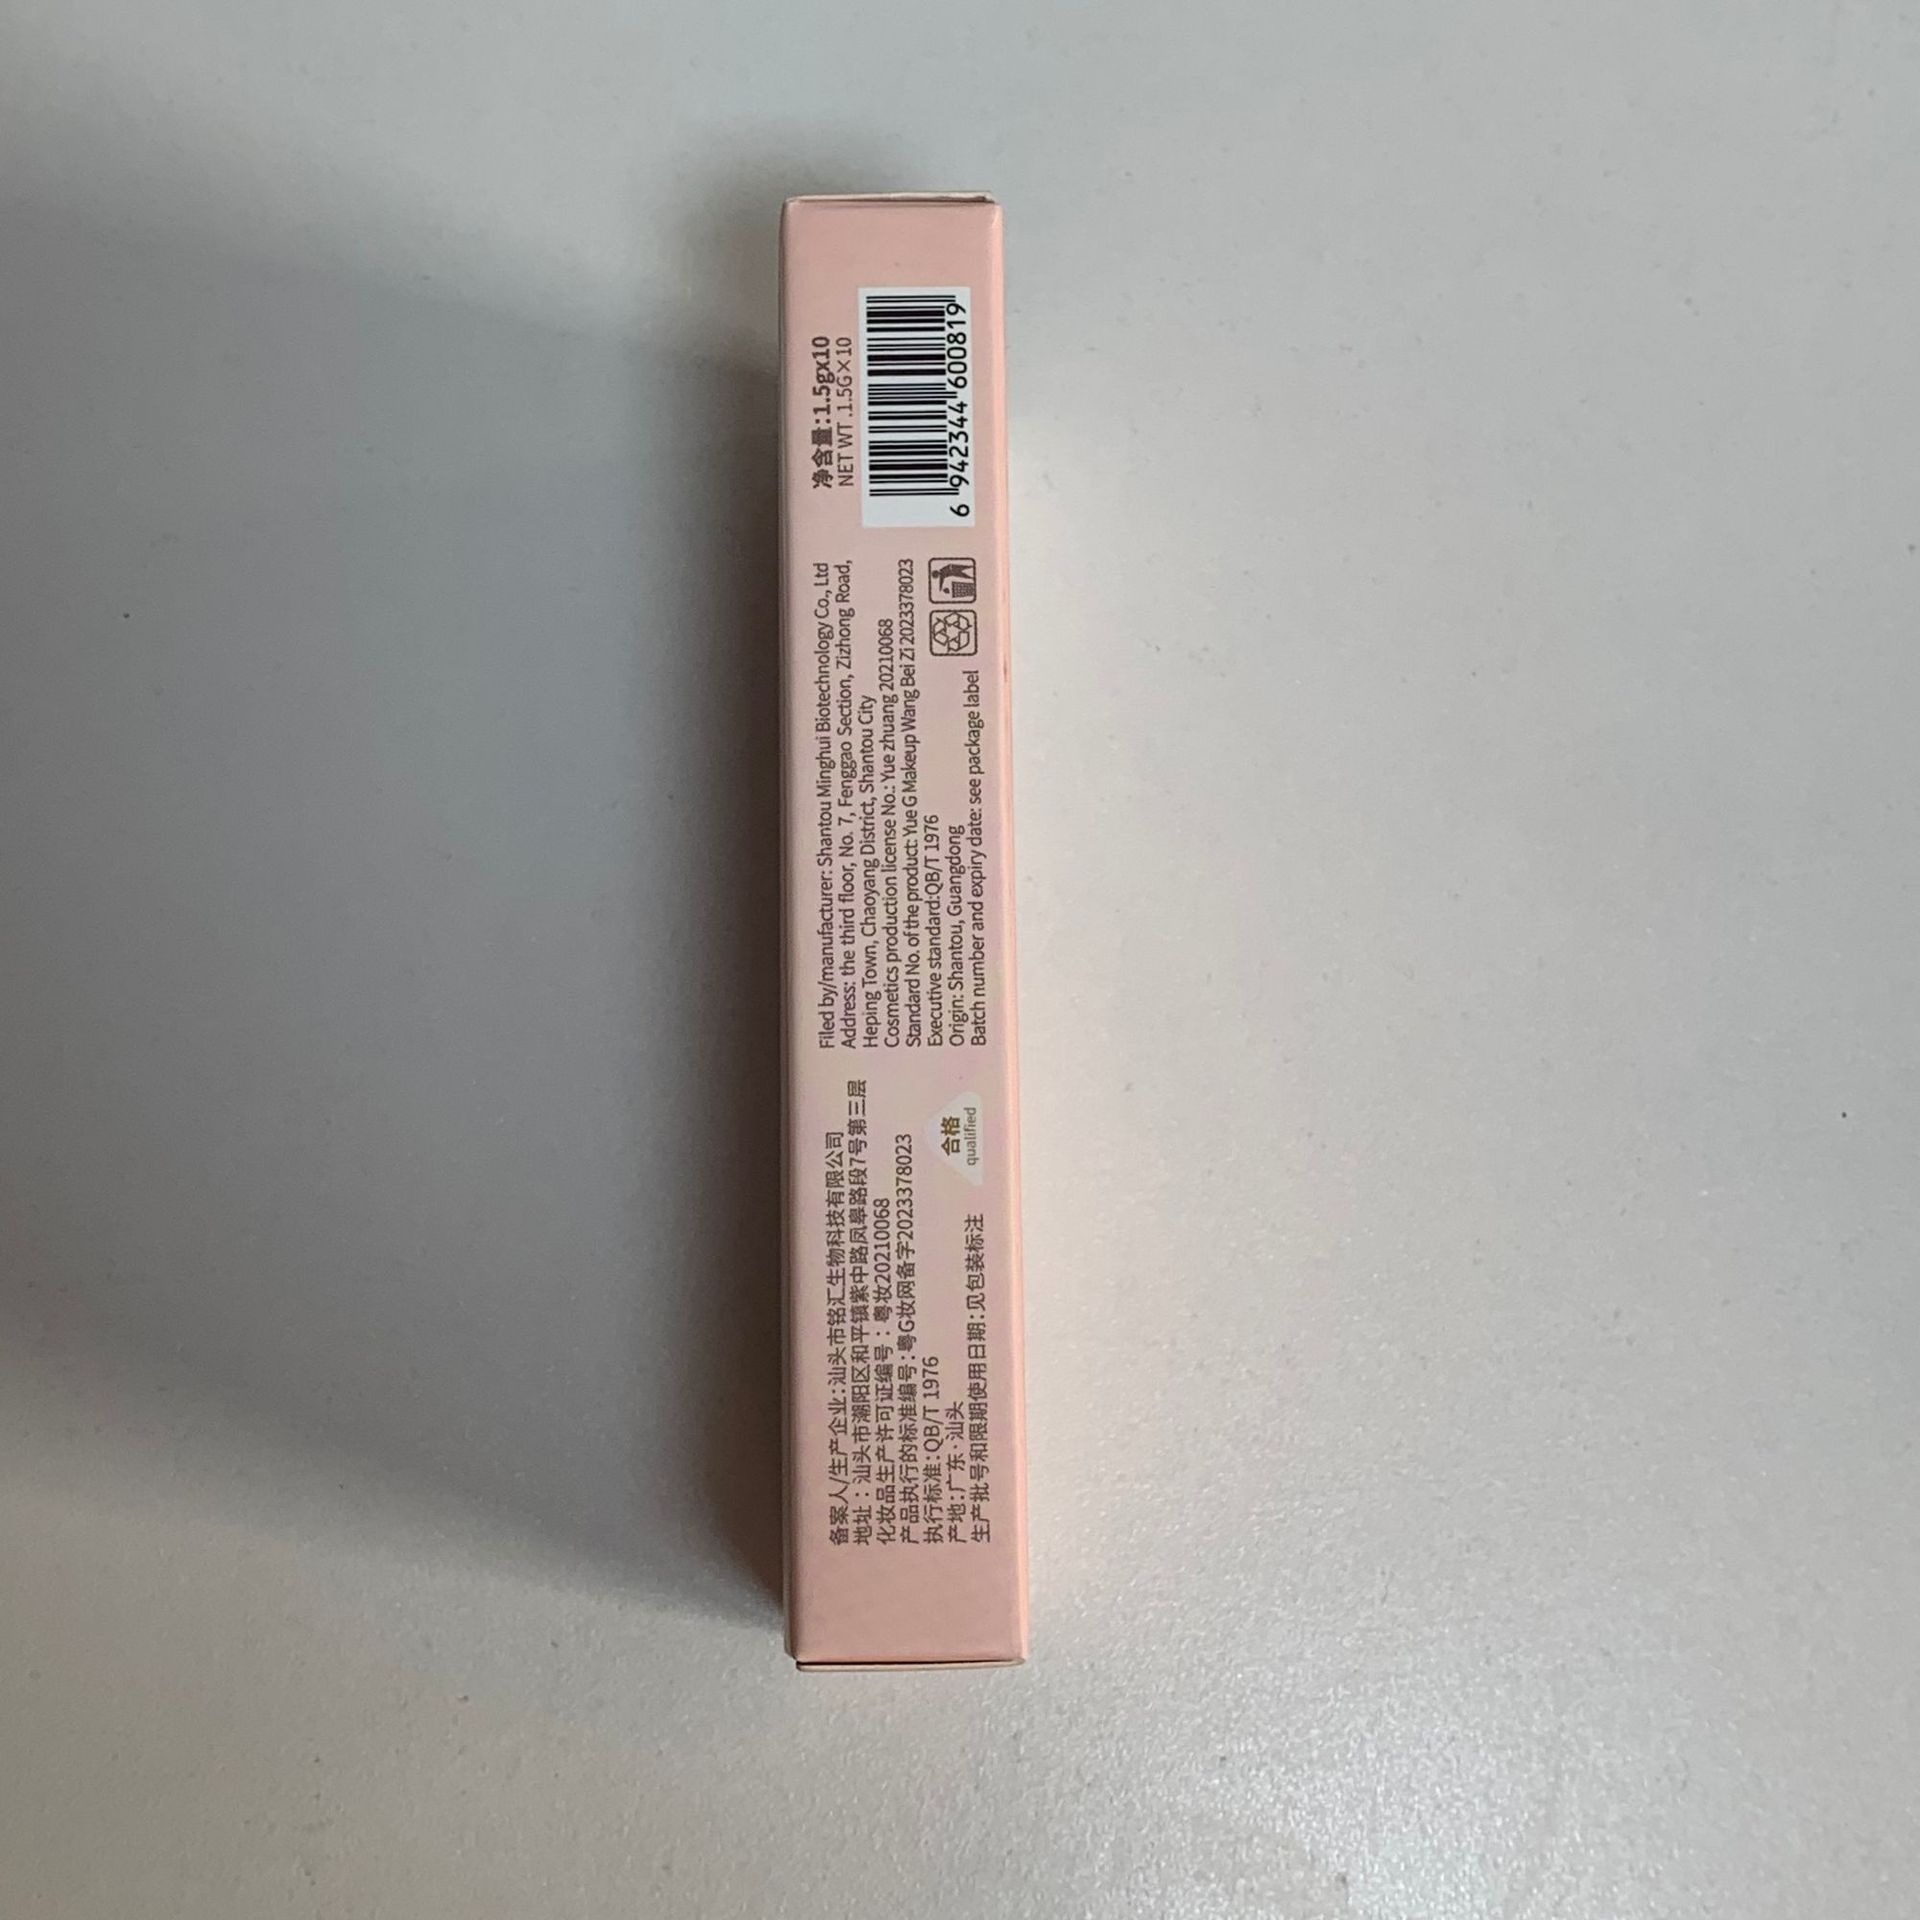 备案人/生产企业:汕头市铭汇生物科技有限公司
地址：汕头市潮阳区和平镇紫中路凤皋路段7号第三层
化妆品生产许可证编号：粤妆20210068
产品执行的标准编号:粤G妆网备字2023378023
执行标准:QB/T 1976
产地:广东·汕头
生产批号和限期使用日期:见包装标注
合格
qualified
Filed by/manufacturer: Shantou Minghui Biotechnology Co., Ltd
Address: the third floor, No. 7, Fenggao Section, Zizhong Road,
Heping Town, Chaoyang District, Shantou City
Cosmetics production license No.: Yue zhuang 20210068
Standard No. of the product: Yue G Makeup Wang Bei Zi 2023378023
Executive standard:QB/T 1976
Origin: Shantou, Guangdong
Batch number and expiry date: see package label
净含量:1.5gx10
NET WT .1.5G×10
6 942344 600819